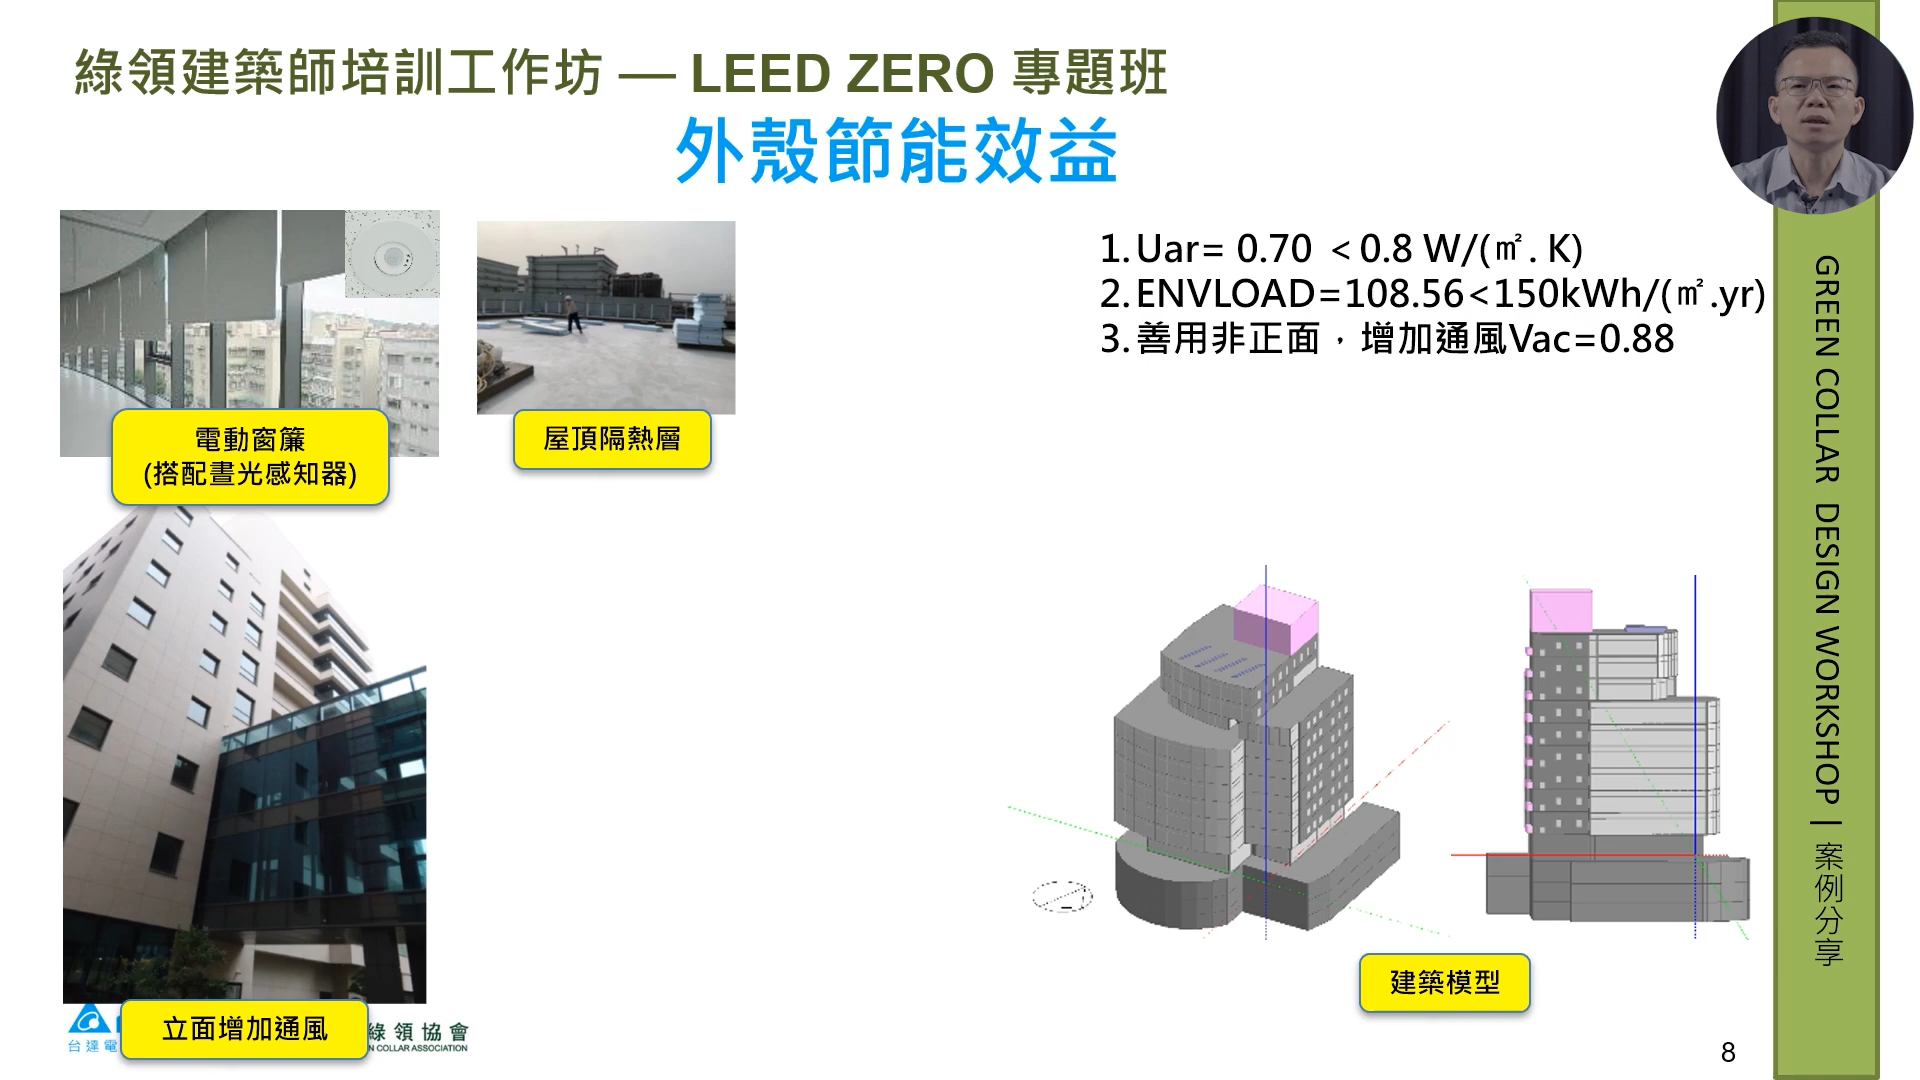 綠領建築師培訓工作坊 — LEED ZERO 專題班
外殼節能效益
1. Uar= 0.70 ＜0.8 W/(㎡. K)
2. ENVLOAD=108.56<150kWh/(㎡.yr)
3. 善用非正面，增加通風Vac=0.88
電動窗簾
(搭配晝光感知器)
屋頂隔熱層
立面增加通風
建築模型
台達電
綠領協會
N COLLAR ASSOCIATION
GREEN COLLAR DESIGN WORKSHOP | 案例分享
8